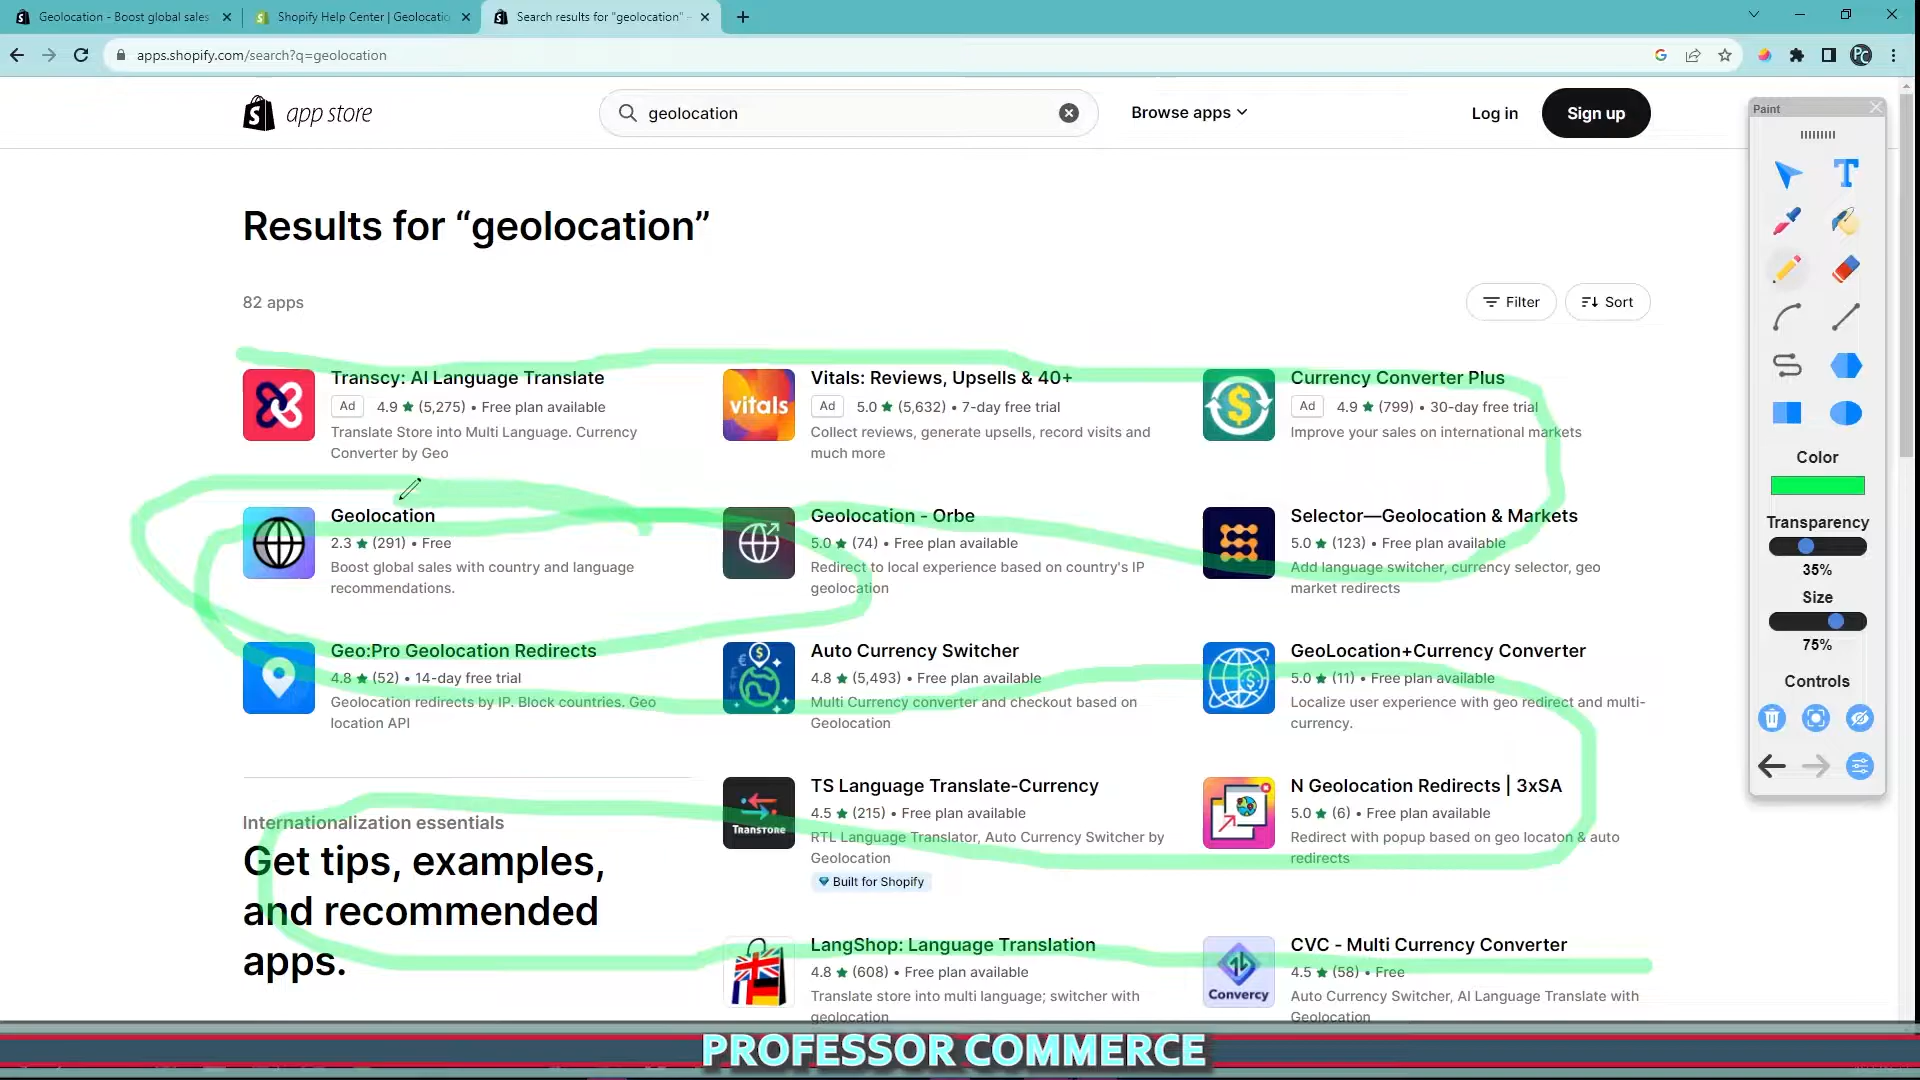 Geolocation - Boost global sales
Shopify Help Center | Geolocatio
Search results for "geolocation" -
apps.shopify.com/search?q=geolocation
app store
geolocation
Browse apps
Log in
Sign up
Results for “geolocation”
82 apps
Filter
Sort
Transcy: AI Language Translate
Ad 4.9 ★ (5,275) • Free plan available
Translate Store into Multi Language. Currency
Converter by Geo
vitals
Vitals: Reviews, Upsells & 40+
Ad 5.0 ★ (5,632) • 7-day free trial
Collect reviews, generate upsells, record visits and
much more
Currency Converter Plus
Ad 4.9 ★ (799) • 30-day free trial
Improve your sales on international markets
Geolocation
2.3 ★ (291) • Free
Boost global sales with country and language
recommendations.
Geolocation - Orbe
5.0 ★ (74) • Free plan available
Redirect to local experience based on country's IP
geolocation
Selector—Geolocation & Markets
5.0 ★ (123) • Free plan available
Add language switcher, currency selector, geo
market redirects
Geo:Pro Geolocation Redirects
4.8 ★ (52) • 14-day free trial
Geolocation redirects by IP. Block countries. Geo
location API
Auto Currency Switcher
4.8 ★ (5,493) • Free plan available
Multi Currency converter and checkout based on
Geolocation
GeoLocation+Currency Converter
5.0 ★ (11) • Free plan available
Localize user experience with geo redirect and multi-
currency.
Internationalization essentials
Get tips, examples,
and recommended
apps.
TRANSTORE
TS Language Translate-Currency
4.5 ★ (215) • Free plan available
RTL Language Translator, Auto Currency Switcher by
Geolocation
Built for Shopify
N Geolocation Redirects | 3xSA
5.0 ★ (6) • Free plan available
Redirect with popup based on geo locaton & auto
redirects
LangShop: Language Translation
4.8 ★ (608) • Free plan available
Translate store into multi language; switcher with
geolocation
Convercy
CVC - Multi Currency Converter
4.5 ★ (58) • Free
Auto Currency Switcher, AI Language Translate with
Geolocation
Paint
T
Color
Transparency
35%
Size
75%
Controls
PROFESSOR COMMERCE